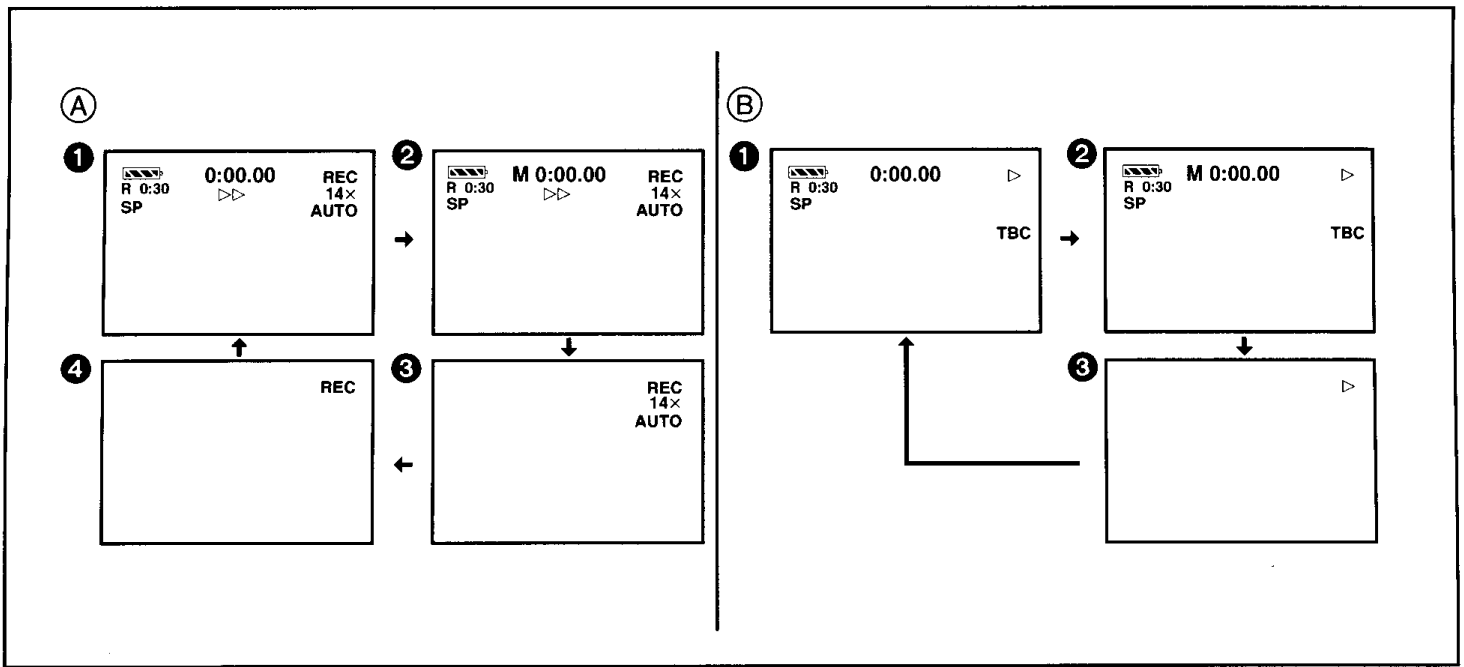 A
1
0:00.00 REC
R 0:30 ▷▷ 14×
SP AUTO
2
M 0:00.00 REC
R 0:30 ▷▷ 14×
SP AUTO
→
↑
↓
4
REC
3
REC
14×
AUTO
←
B
1
0:00.00 ▷
R 0:30
SP
TBC
→
2
M 0:00.00 ▷
R 0:30
SP
TBC
↓
3
▷